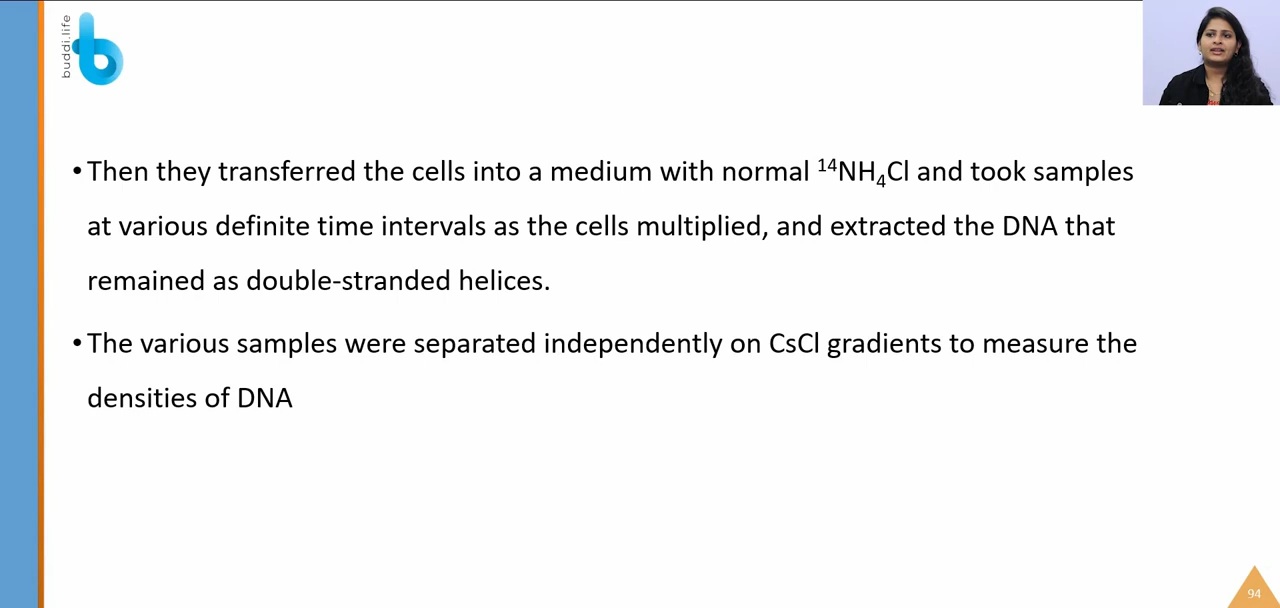 buddi.life
• Then they transferred the cells into a medium with normal ¹⁴NH₄Cl and took samples
at various definite time intervals as the cells multiplied, and extracted the DNA that
remained as double-stranded helices.
• The various samples were separated independently on CsCl gradients to measure the
densities of DNA
94